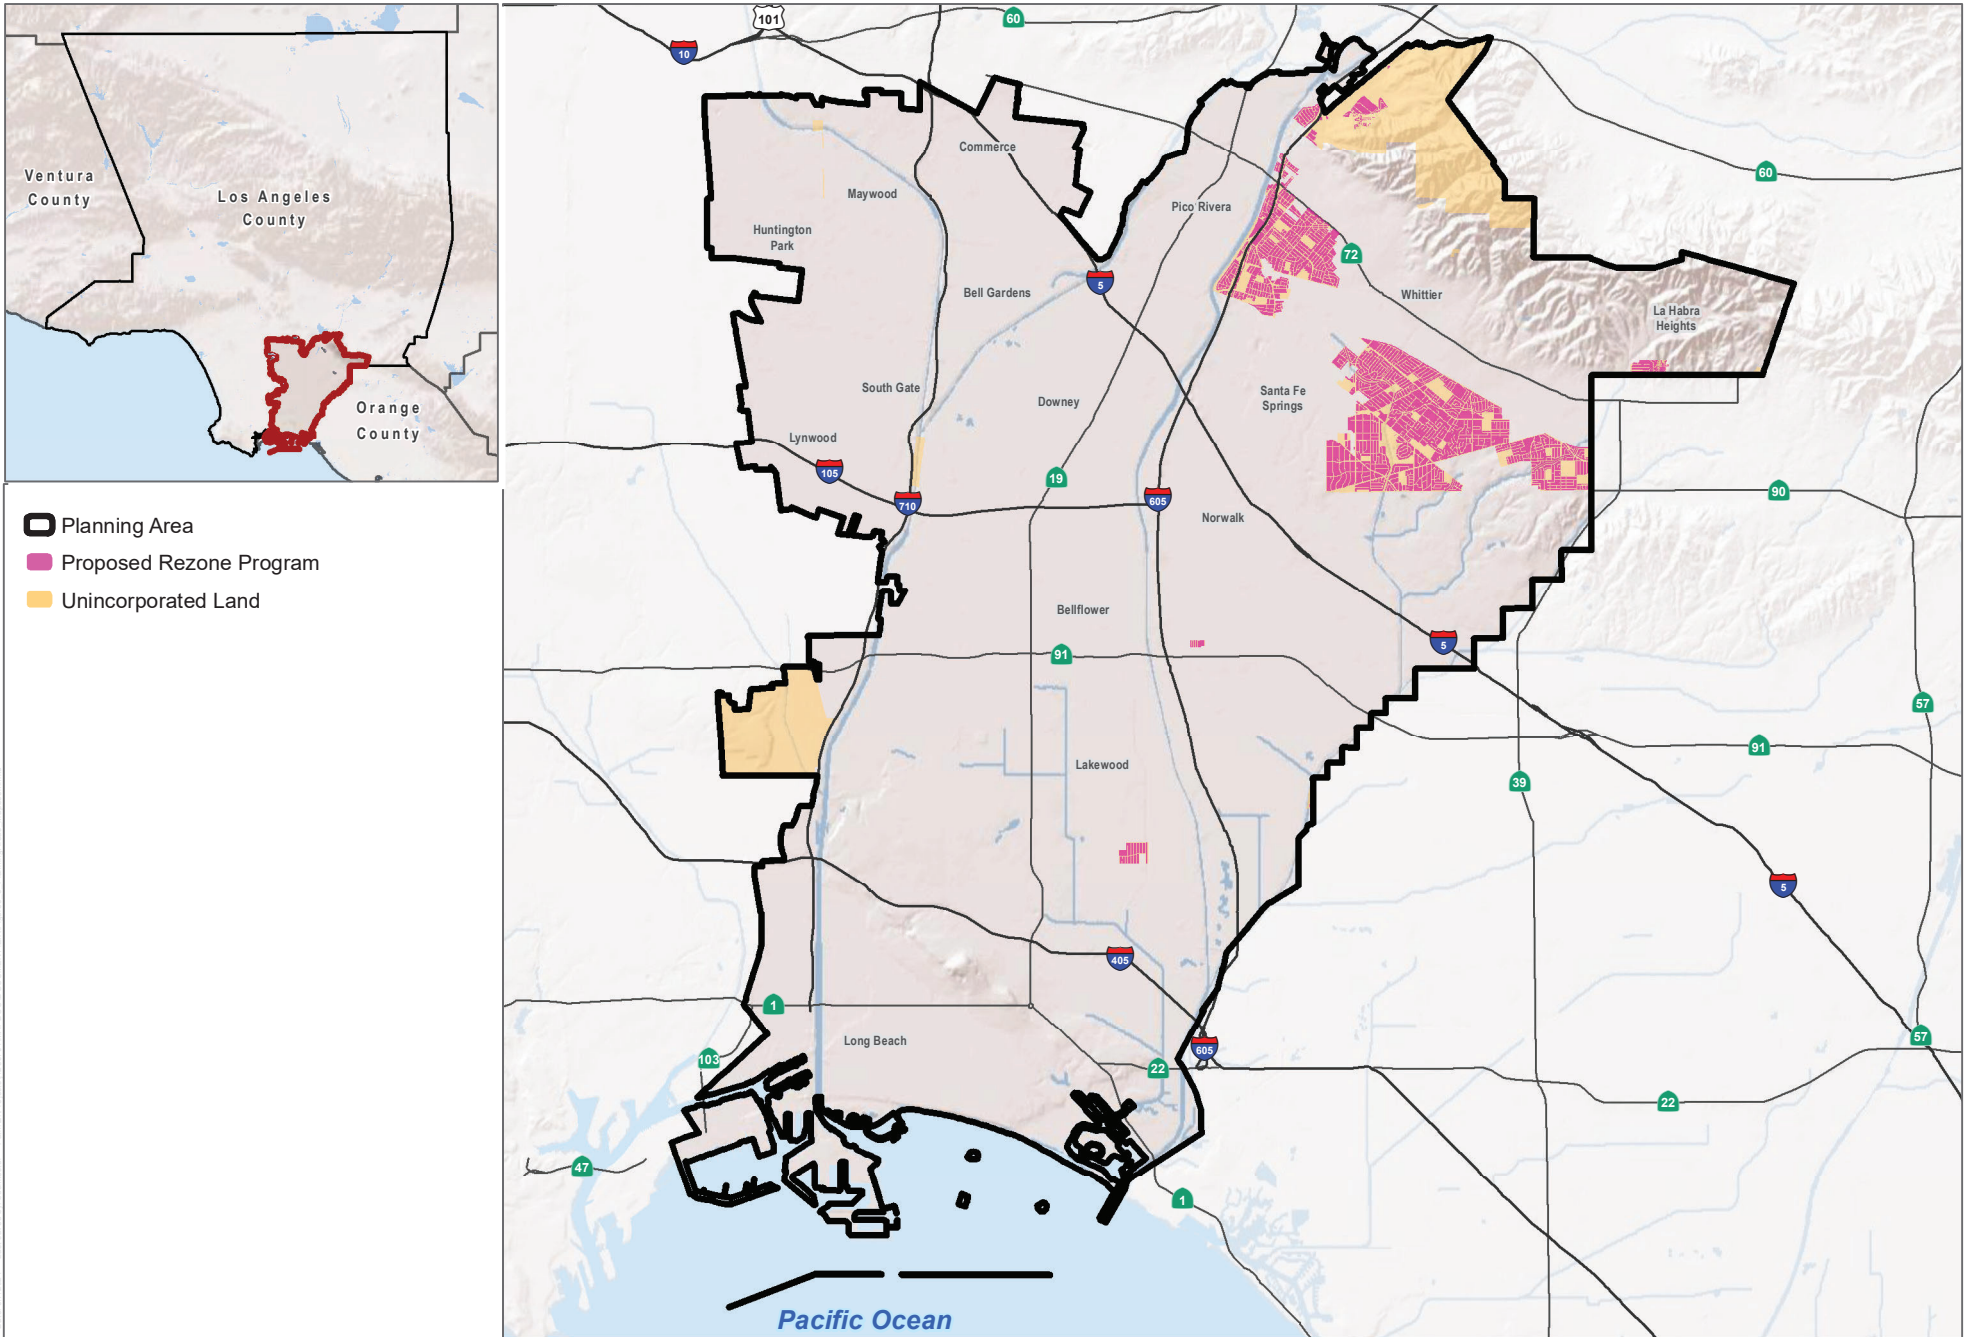 Ventura
County
Los Angeles
County
Orange
County
Planning Area
Proposed Rezone Program
Unincorporated Land
101
60
10
Commerce
Maywood
60
Pico Rivera
Huntington
Park
72
5
Bell Gardens
Whittier
La Habra
Heights
South Gate
Downey
Santa Fe
Springs
Lynwood
105
19
710
605
90
Norwalk
Bellflower
5
91
57
91
Lakewood
39
5
405
1
Long Beach
57
605
103
22
22
47
1
Pacific Ocean